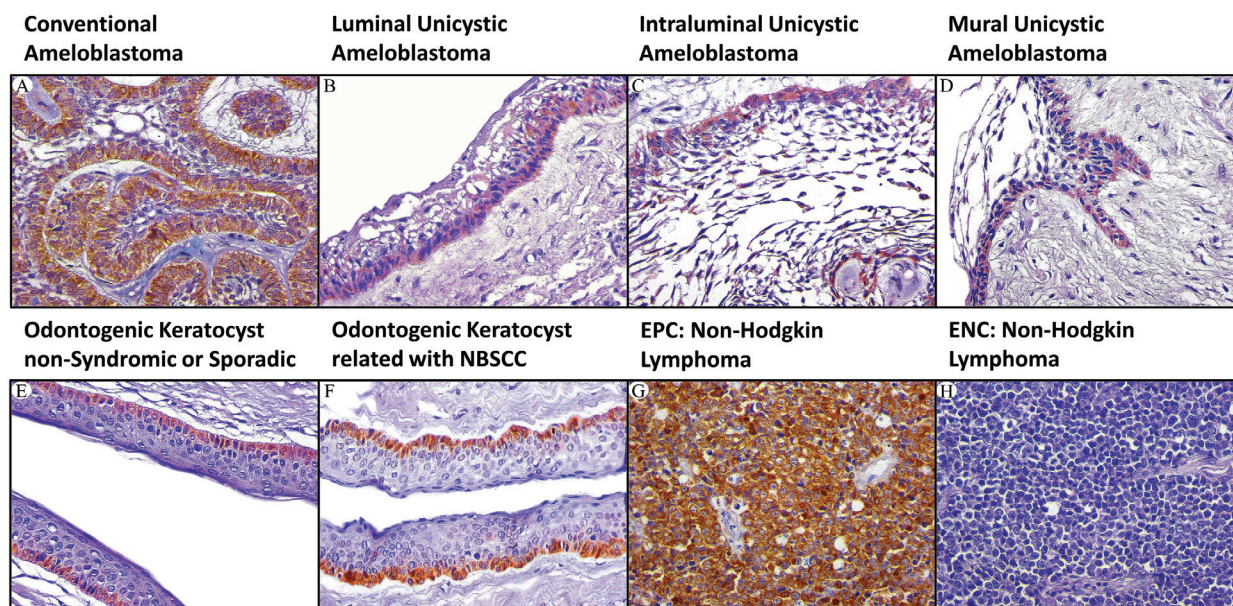 Conventional
Ameloblastoma
Luminal Unicystic
Ameloblastoma
Intraluminal Unicystic
Ameloblastoma
Mural Unicystic
Ameloblastoma
A
B
C
D
Odontogenic Keratocyst
non-Syndromic or Sporadic
Odontogenic Keratocyst
related with NBSCC
EPC: Non-Hodgkin
Lymphoma
ENC: Non-Hodgkin
Lymphoma
E
F
G
H